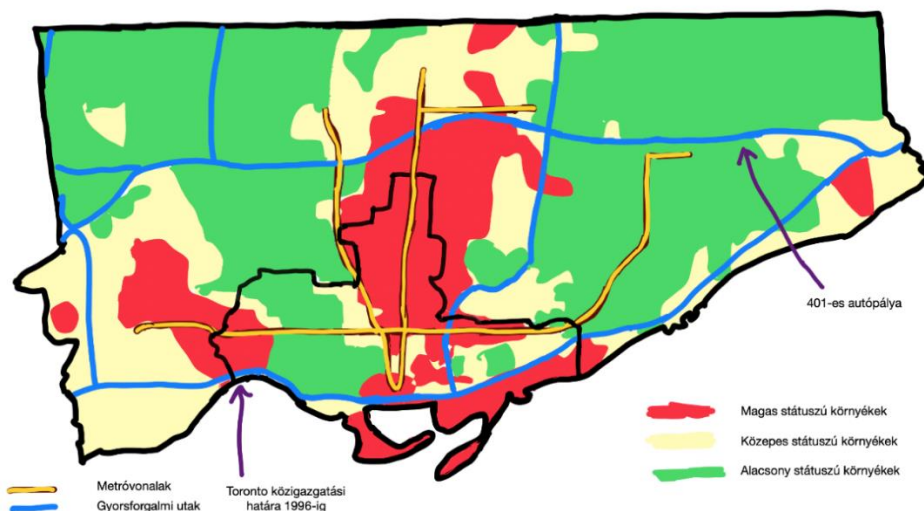 401-es autópálya
Magas státuszú környékek
Közepes státuszú környékek
Alacsony státuszú környékek
Metróvonalak
Gyorsforgalmi utak
Toronto közigazgatási
határa 1996-ig